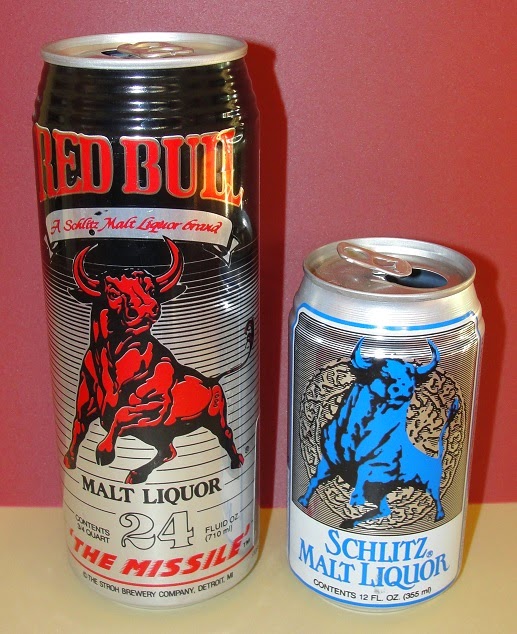 RED BULL
A Schlitz Malt Liquor brand
MALT LIQUOR
CONTENTS
3/4 QUART
24
FLUID OZ.
(710 ml)
"THE MISSILE"™
© THE STROH BREWERY COMPANY, DETROIT, MI
SCHLITZ®
MALT LIQUOR
CONTENTS 12 FL. OZ. (355 ml)